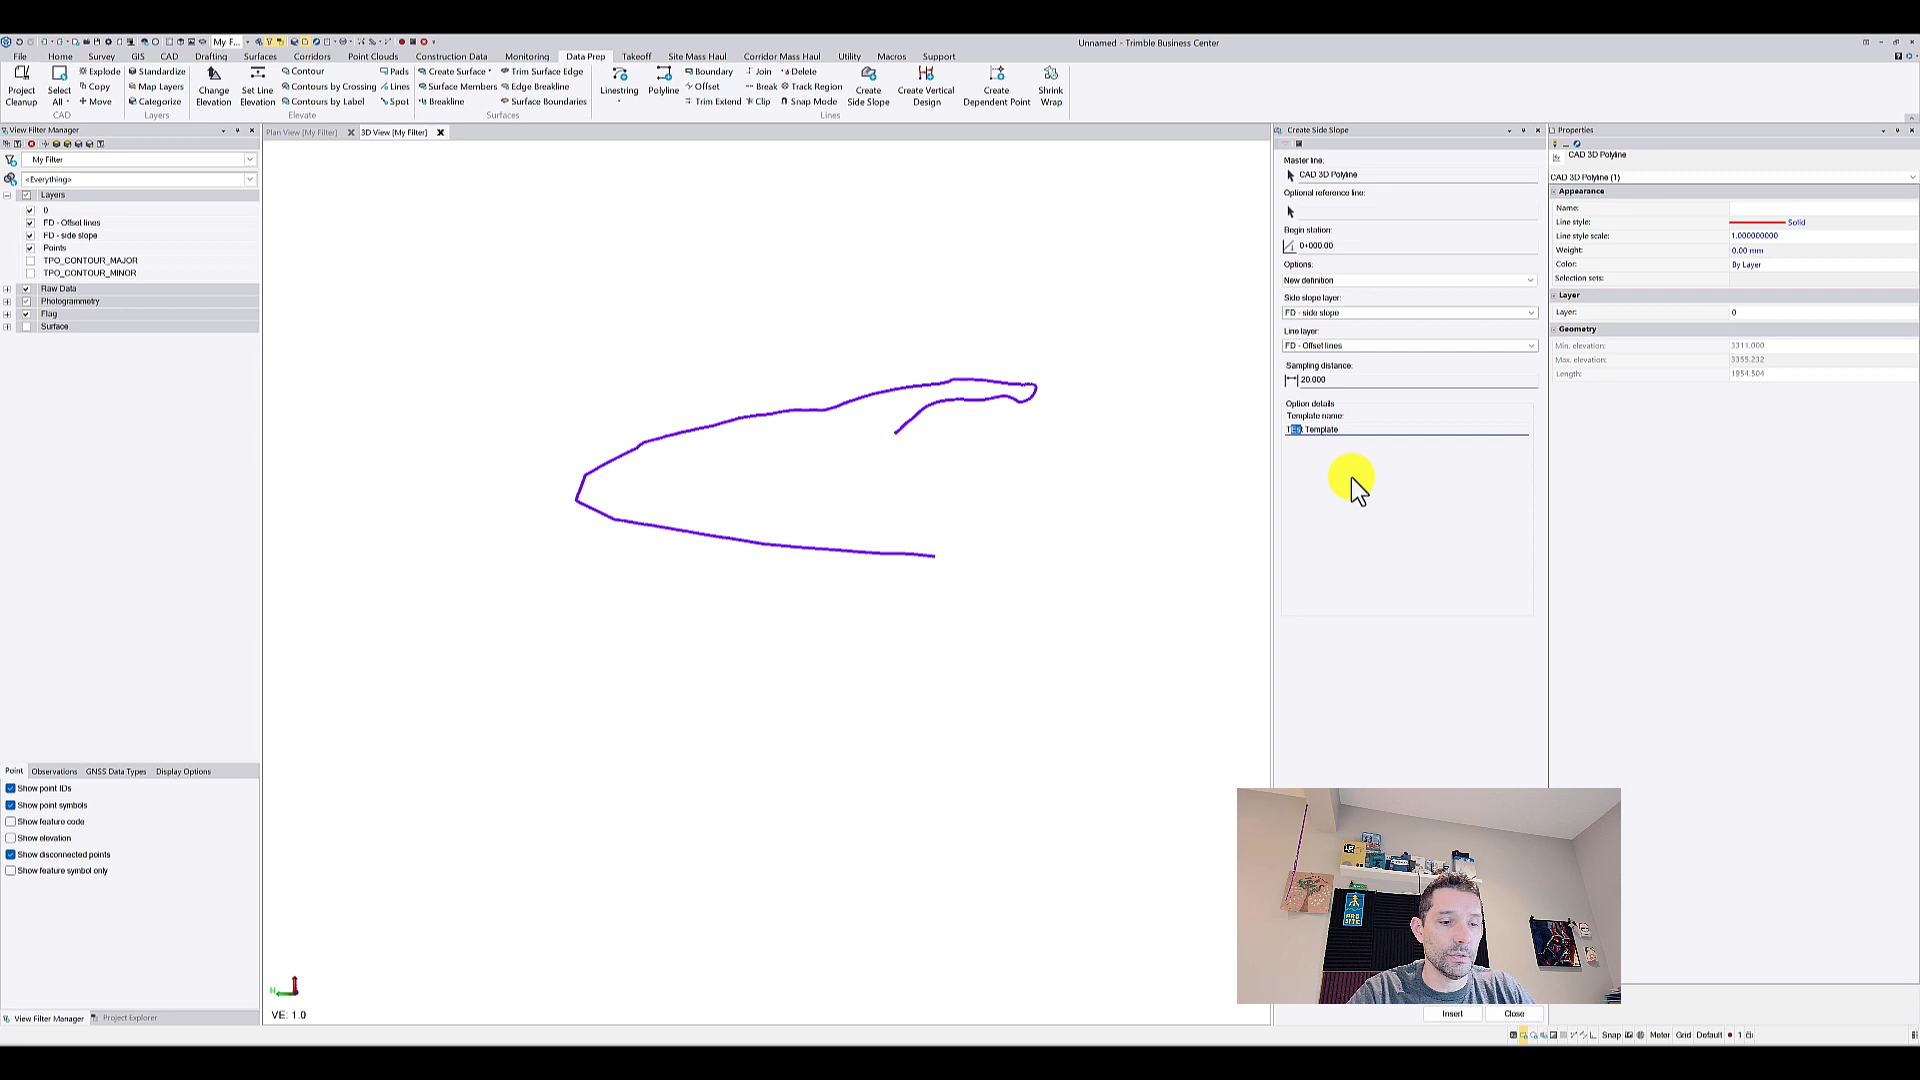 My F...
Unnamed - Trimble Business Center
File Home Survey GIS CAD Drafting Surfaces Corridors Point Clouds Construction Data Monitoring Data Prep Takeoff Site Mass Haul Corridor Mass Haul Utility Macros Support
Project Cleanup
Select All
Explode
Copy
Move
CAD
Standardize
Map Layers
Categorize
Layers
Change Elevation
Set Line Elevation
Contour
Contours by Crossing
Contours by Label
Pads
Lines
Spot
Elevate
Create Surface
Surface Members
Breakline
Trim Surface Edge
Edge Breakline
Surface Boundaries
Surfaces
Linestring
Polyline
Boundary
Offset
Trim Extend
Join
Break
Clip
Delete
Track Region
Snap Mode
Create Side Slope
Create Vertical Design
Create Dependent Point
Shrink Wrap
Lines
View Filter Manager
My Filter
<Everything>
Layers
0
FD - Offset lines
FD - side slope
Points
TPO_CONTOUR_MAJOR
TPO_CONTOUR_MINOR
Raw Data
Photogrammetry
Flag
Surface
Point Observations GNSS Data Types Display Options
Show point IDs
Show point symbols
Show feature code
Show elevation
Show disconnected points
Show feature symbol only
View Filter Manager Project Explorer
Plan View [My Filter] 3D View [My Filter]
N
VE: 1.0
Create Side Slope
Master line:
CAD 3D Polyline
Optional reference line:
Begin station:
0+000.00
Options:
New definition
Side slope layer:
FD - side slope
Line layer:
FD - Offset lines
Sampling distance:
20.000
Option details
Template name:
TEst Template
PRO SITE
Insert Close
Properties
CAD 3D Polyline
CAD 3D Polyline (1)
Appearance
Name:
Line style: Solid
Line style scale: 1.000000000
Weight: 0.00 mm
Color: By Layer
Selection sets:
Layer
Layer: 0
Geometry
Min. elevation: 3311.000
Max. elevation: 3355.232
Length: 1954.504
Snap Meter Grid Default 1